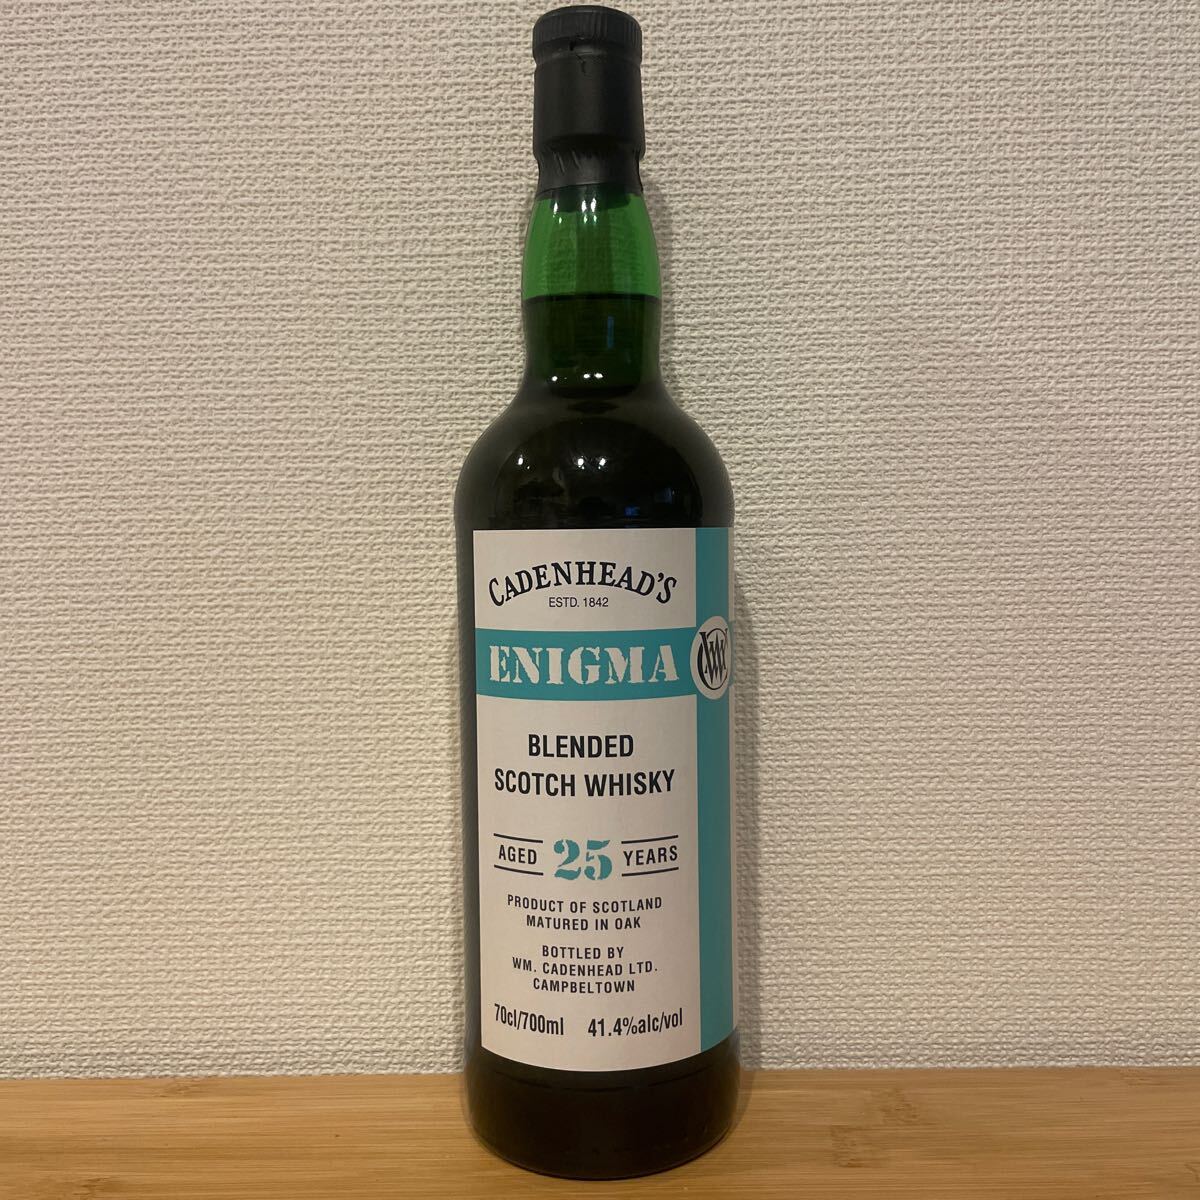 CADENHEAD'S
ESTD. 1842
ENIGMA
WC
BLENDED
SCOTCH WHISKY
AGED 25 YEARS
PRODUCT OF SCOTLAND
MATURED IN OAK
BOTTLED BY
WM. CADENHEAD LTD.
CAMPBELTOWN
70cl/700ml 41.4%alc/vol